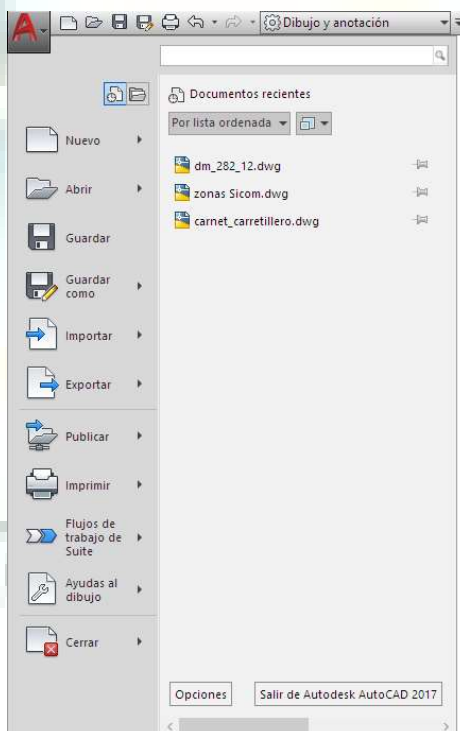 Dibujo y anotación
Documentos recientes
Por lista ordenada
dm_282_12.dwg
zonas Sicom.dwg
carnet_carretillero.dwg
Nuevo
Abrir
Guardar
Guardar
como
Importar
Exportar
Publicar
Imprimir
Flujos de
trabajo de
Suite
Ayudas al
dibujo
Cerrar
Opciones
Salir de Autodesk AutoCAD 2017